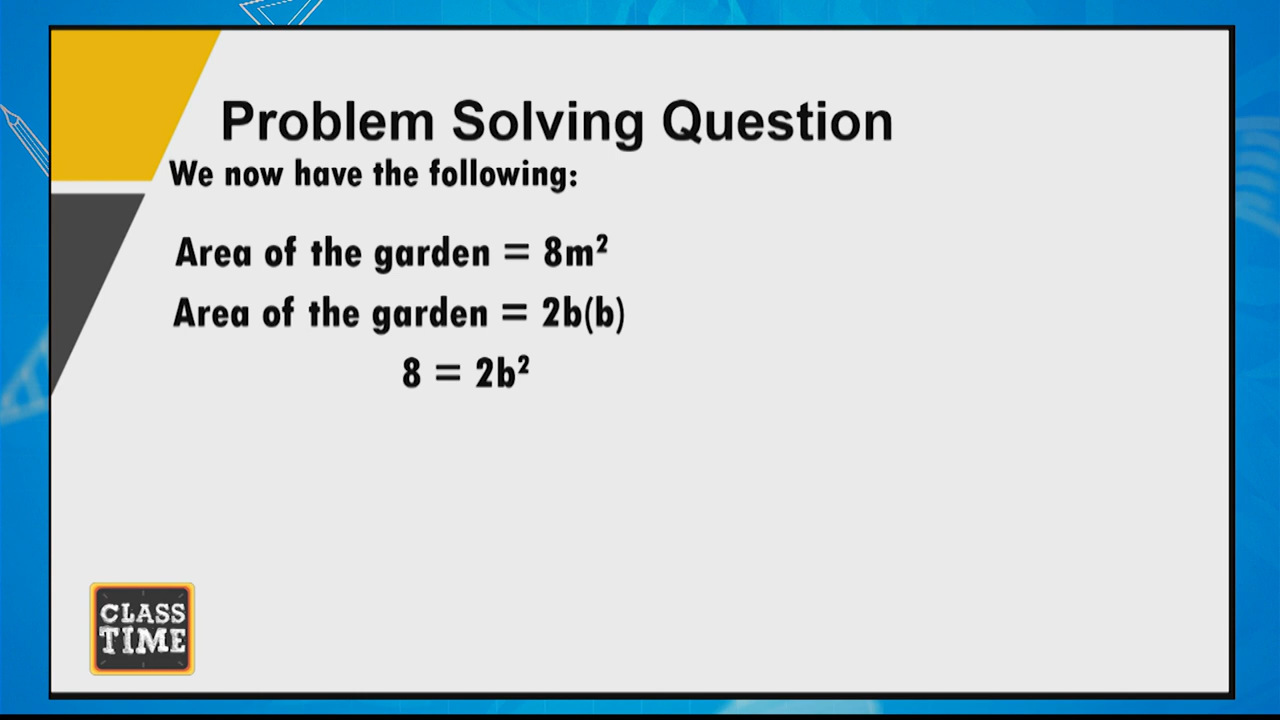 Problem Solving Question
We now have the following:
Area of the garden = 8m²
Area of the garden = 2b(b)
8 = 2b²
CLASS
TIME